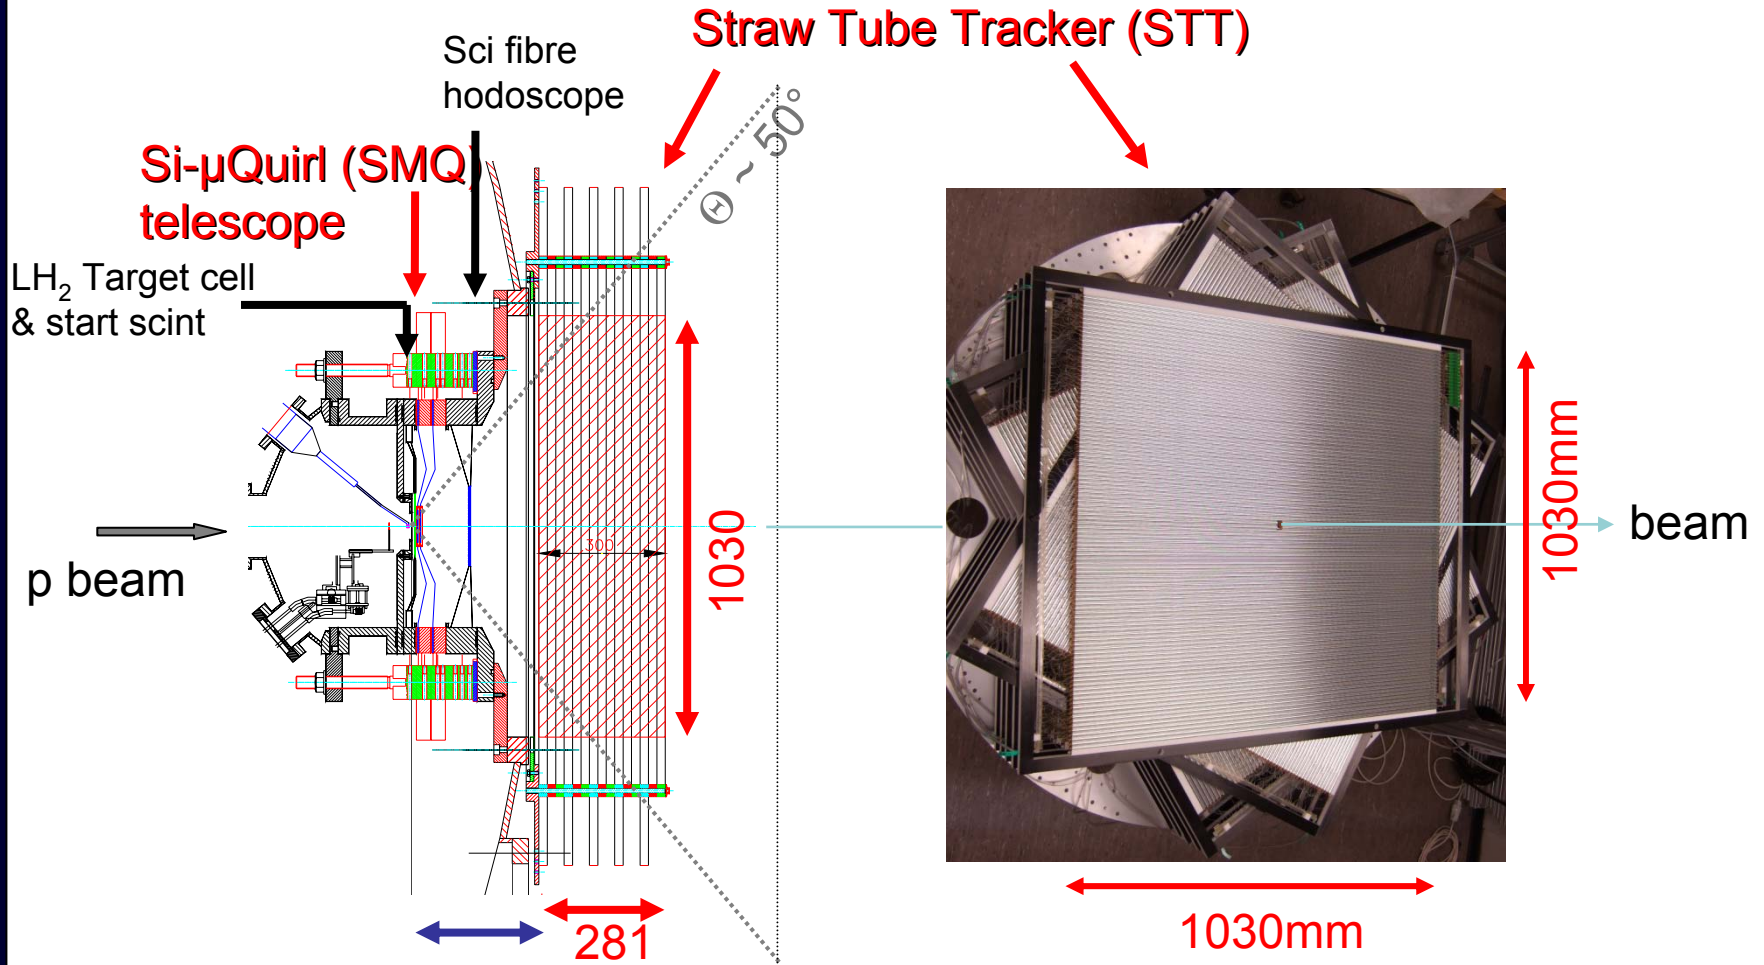 Straw Tube Tracker (STT)
Sci fibre
hodoscope
Θ ~ 50°
Si-µQuirl (SMQ)
telescope
LH₂ Target cell
& start scint
p beam
300
1030
281
1030mm
beam
1030mm